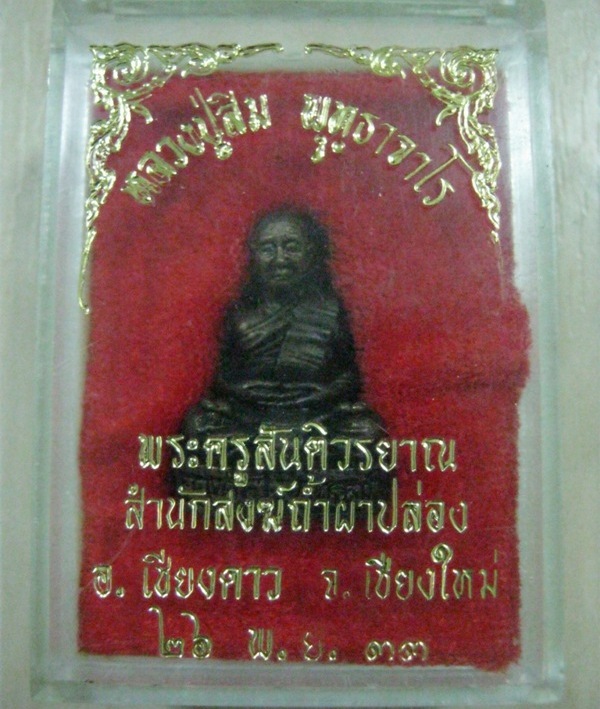 หลวงปู่สิม พุทฺธาจาโร
พระครูสันติวรยาณ
สำนักสงฆ์ถ้ำผาปล่อง
อ. เชียงดาว จ. เชียงใหม่
๒๖ พ. ย. ๓๓